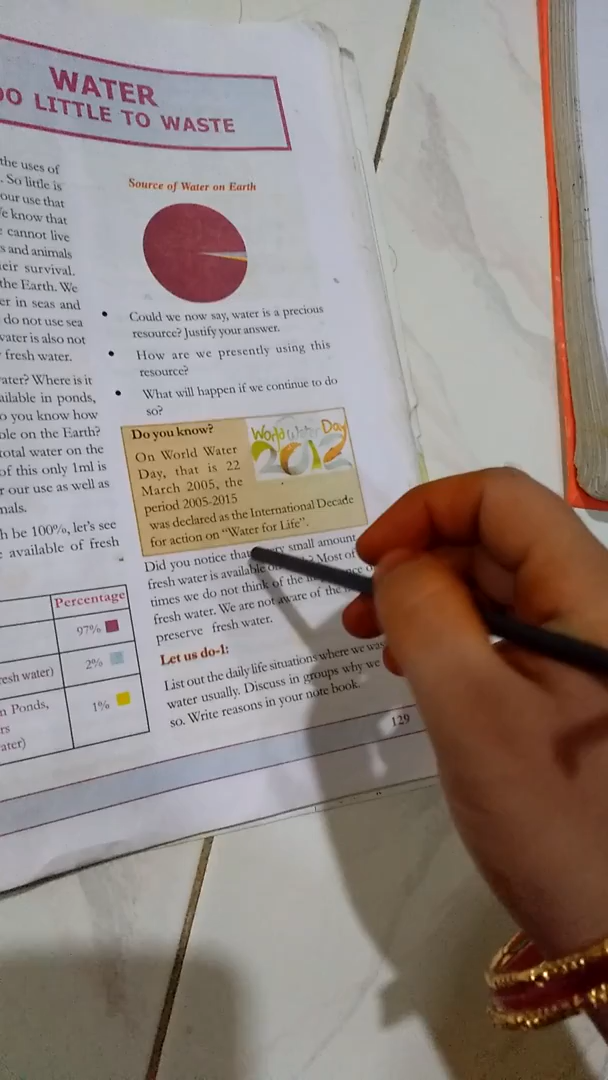 WATER
OO LITTLE TO WASTE
the uses of
. So little is
our use that
e know that
cannot live
s and animals
eir survival.
the Earth. We
er in seas and
do not use sea
vater is also not
fresh water.
ater? Where is it
ailable in ponds,
o you know how
ble on the Earth?
total water on the
of this only 1ml is
r our use as well as
mals.
h be 100%, let's see
available of fresh
Percentage
97%
resh water) 2%
n Ponds, 1%
rs
ater)
Source of Water on Earth
• Could we now say, water is a precious
resource? Justify your answer.
• How are we presently using this
resource?
• What will happen if we continue to do
so?
Do you know?
On World Water
Day, that is 22
March 2005, the
period 2005-2015
was declared as the International Decade
for action on "Water for Life".
World Water Day
2012
Did you notice that small amount
fresh water is available Most of
times we do not think of the
fresh water. We are not aware of the
preserve fresh water.
Let us do-1:
List out the daily life situations where we was
water usually. Discuss in groups why we
so. Write reasons in your note book.
129